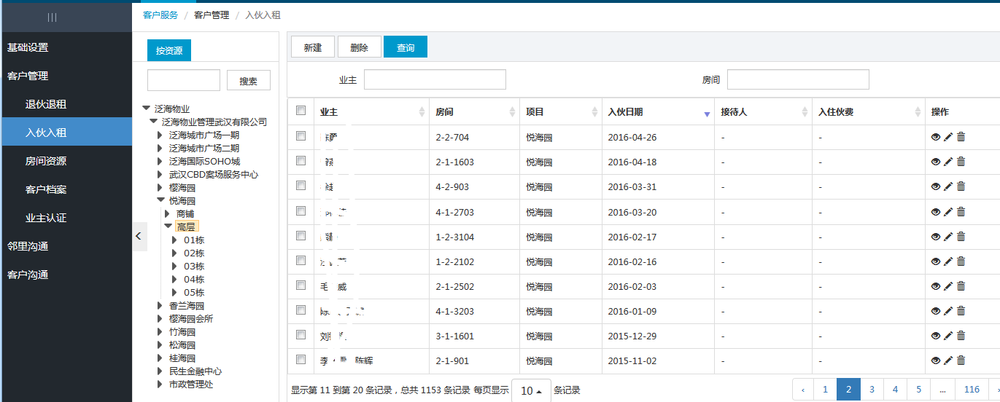 客户服务 / 客户管理 / 入伙入租
基础设置
客户管理
退伙退租
入伙入租
房间资源
客户档案
业主认证
邻里沟通
客户沟通
按资源
搜索
泛海物业
泛海物业管理武汉有限公司
泛海城市广场一期
泛海城市广场二期
泛海国际SOHO城
武汉CBD案场服务中心
樱海园
悦海园
商铺
高层
01栋
02栋
03栋
04栋
05栋
香兰海园
樱海园会所
竹海园
松海园
桂海园
民生金融中心
市政管理处
新建 删除 查询
业主 房间
业主 房间 项目 入伙日期 接待人 入住伙费 操作
2-2-704 悦海园 2016-04-26 - -
2-1-1603 悦海园 2016-04-18 - -
4-2-903 悦海园 2016-03-31 - -
4-1-2703 悦海园 2016-03-20 - -
1-2-3104 悦海园 2016-02-17 - -
1-2-2102 悦海园 2016-02-16 - -
毛 威 2-1-2502 悦海园 2016-02-03 - -
4-1-3203 悦海园 2016-01-09 - -
刘 3-1-1601 悦海园 2015-12-29 - -
李 陈辉 2-1-901 悦海园 2015-11-02 - -
显示第 11 到第 20 条记录，总共 1153 条记录 每页显示 10 条记录 ‹ 1 2 3 4 5 ... 116